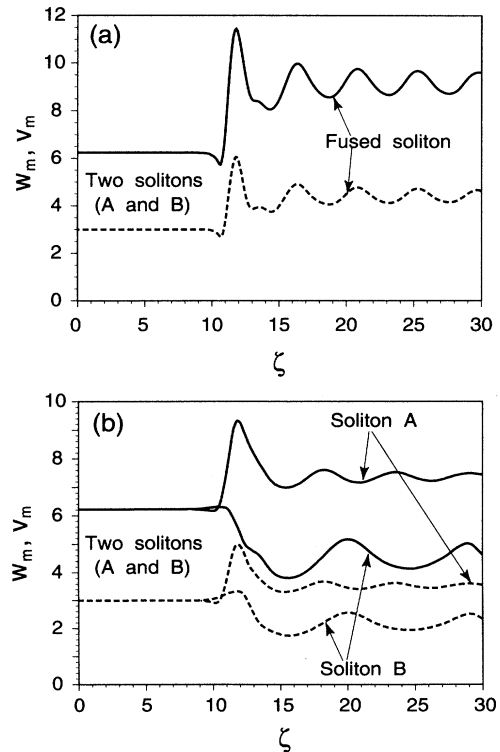 (a)
12
10
8
6
4
2
0
W_m, V_m
Fused soliton
Two solitons
(A and B)
0 5 10 15 20 25 30
ζ
(b)
10
8
6
4
2
0
W_m, V_m
Soliton A
Two solitons
(A and B)
Soliton B
0 5 10 15 20 25 30
ζ